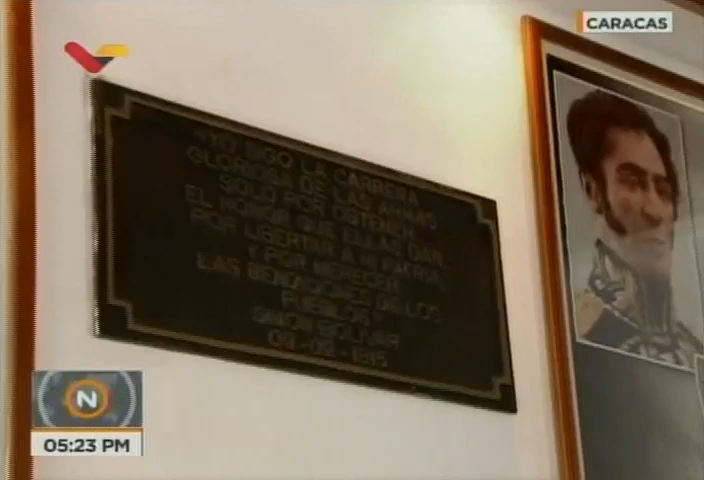 CARACAS
"YO SIGO LA CARRERA
GLORIOSA DE LAS ARMAS
SOLO POR OBTENER
EL HONOR QUE ELLAS DAN,
POR LIBERTAR A MI PATRIA,
Y POR MERECER
LAS BENDICIONES DE LOS
PUEBLOS"
SIMON BOLIVAR
1815
N
05:23 PM